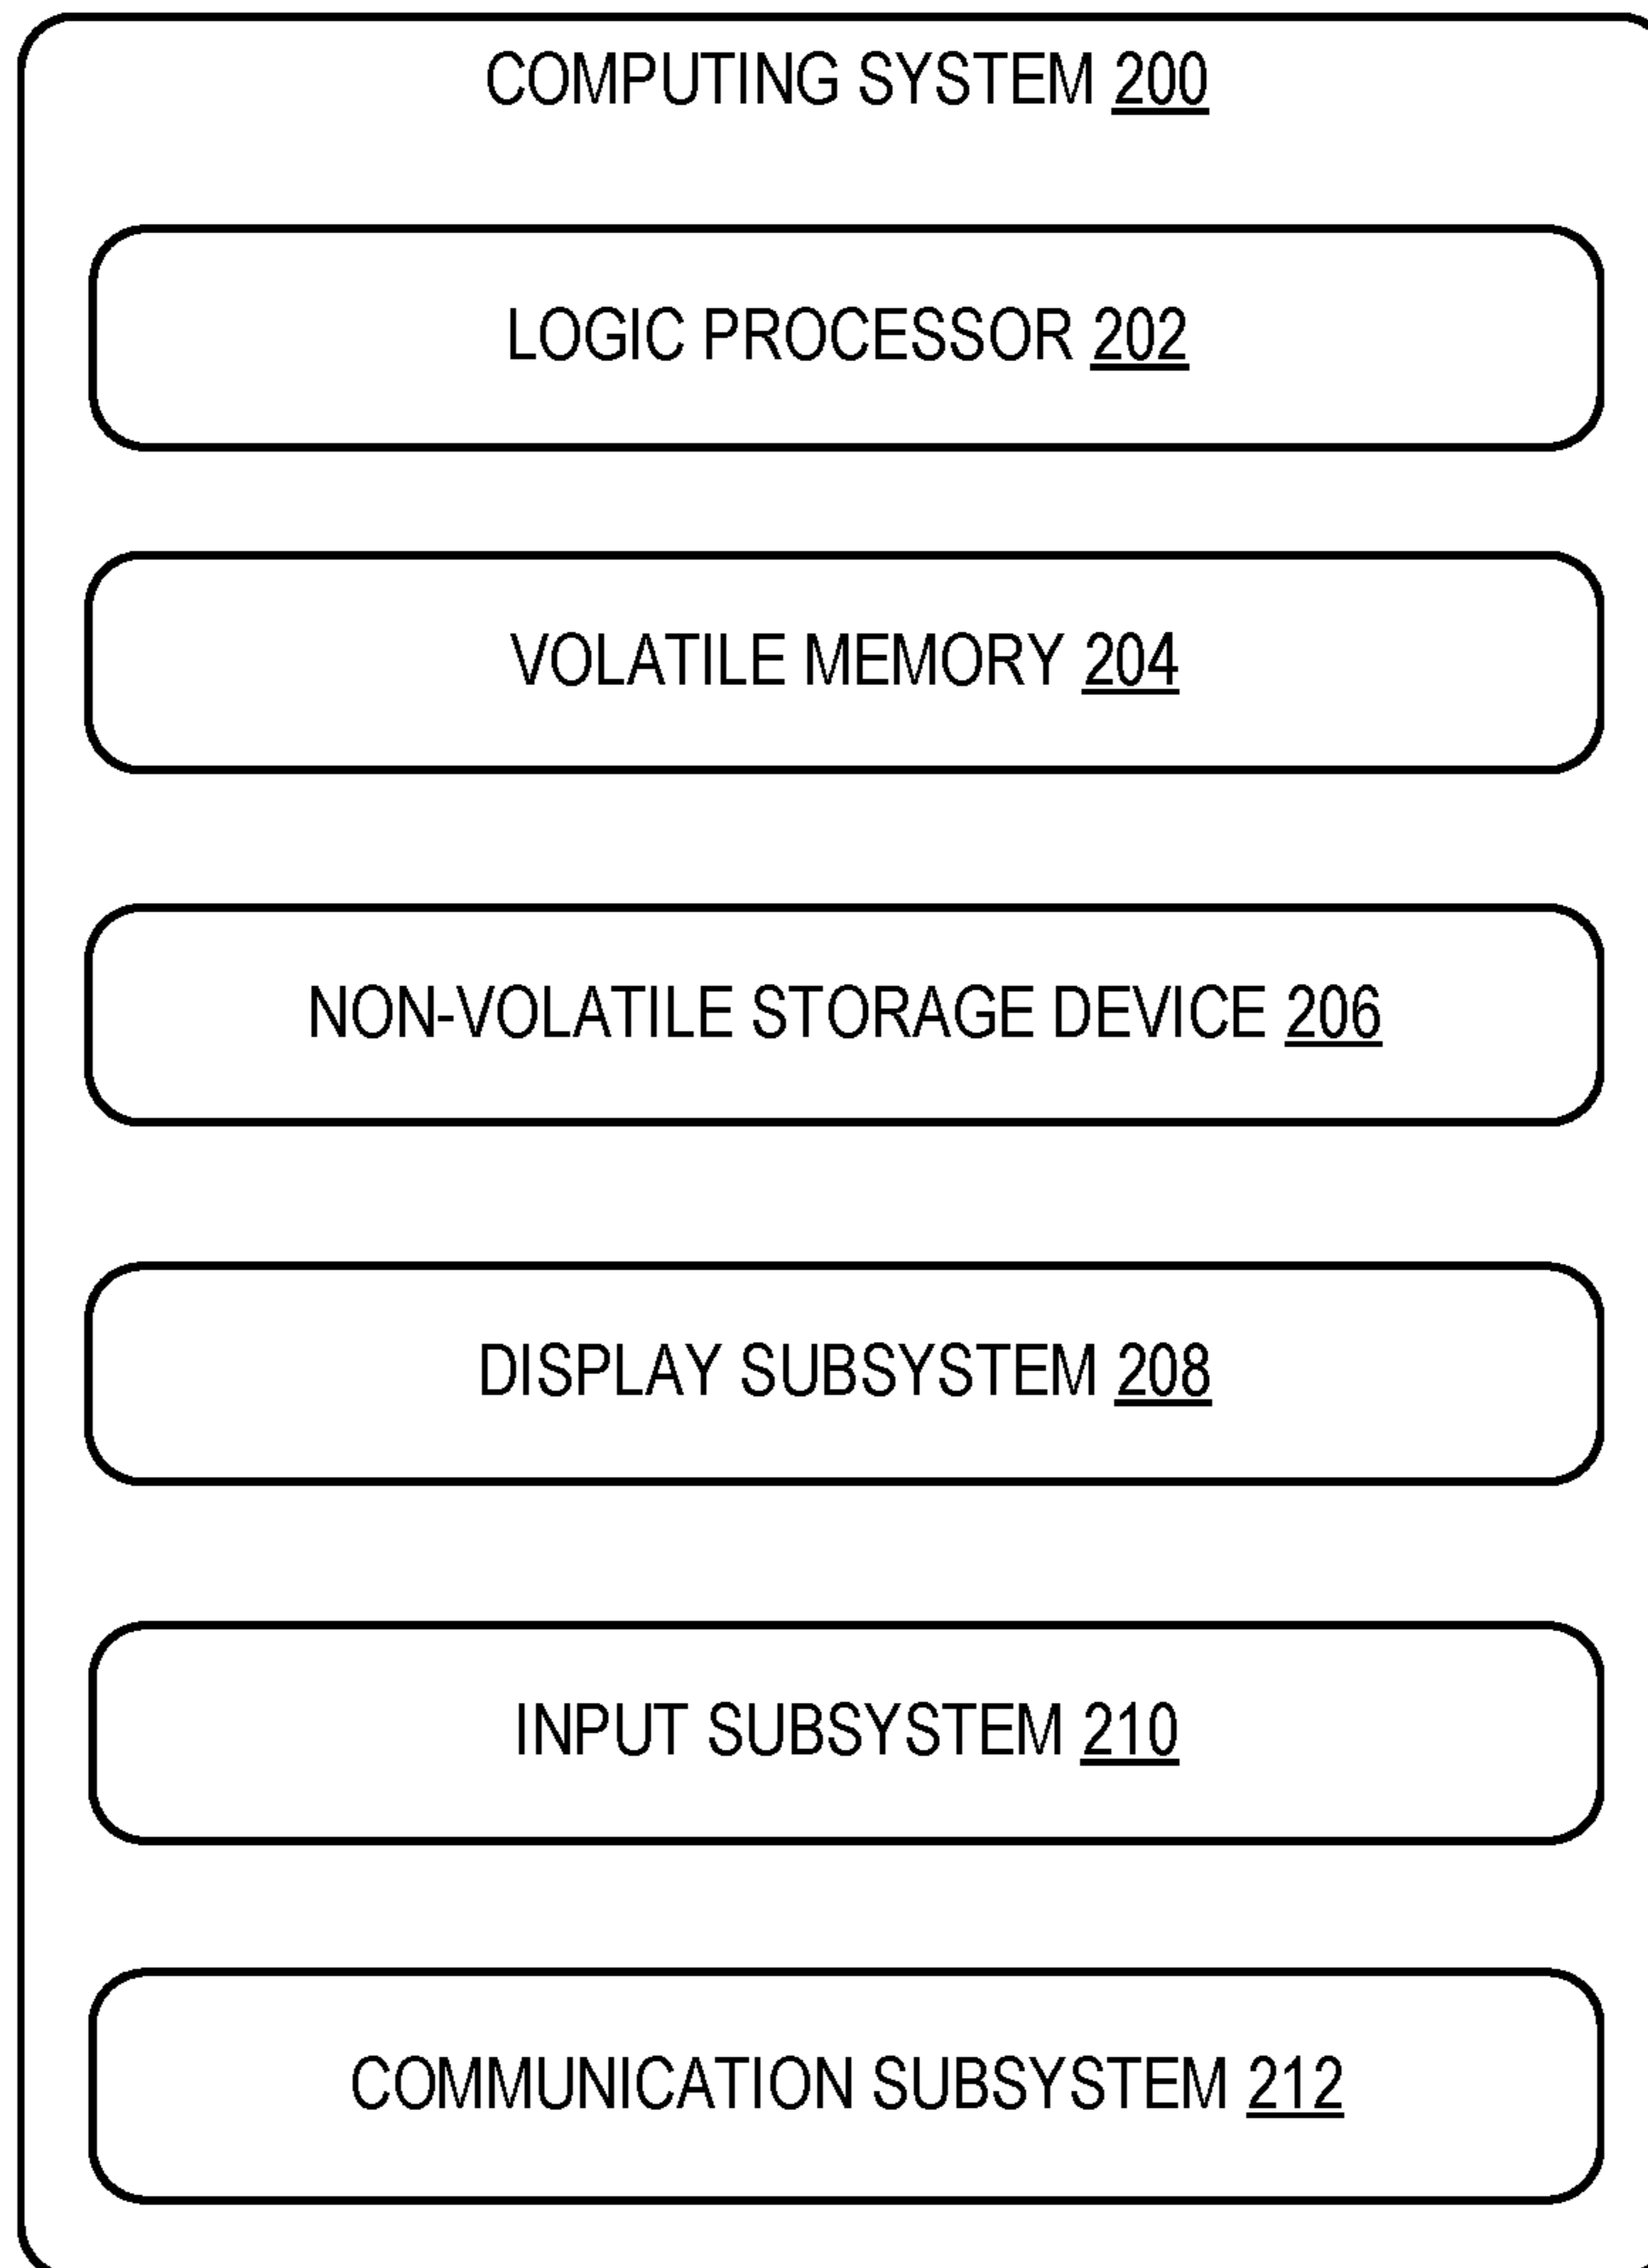 COMPUTING SYSTEM 200
LOGIC PROCESSOR 202
VOLATILE MEMORY 204
NON-VOLATILE STORAGE DEVICE 206
DISPLAY SUBSYSTEM 208
INPUT SUBSYSTEM 210
COMMUNICATION SUBSYSTEM 212